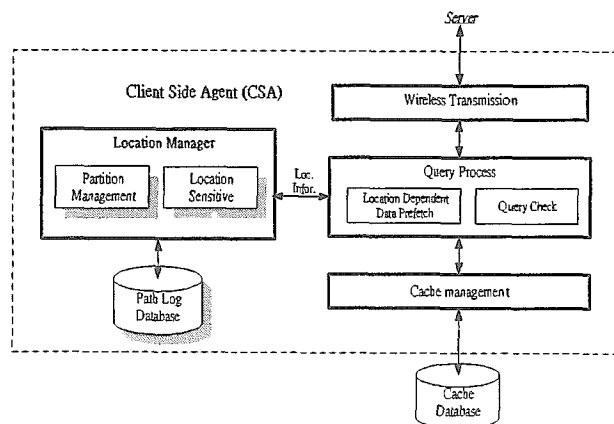 Server
Client Side Agent (CSA)
Wireless Transmission
Location Manager
Partition
Management
Location
Sensitive
Loc.
Infor.
Query Process
Location Dependent
Data Prefetch
Query Check
Path Log
Database
Cache management
Cache
Database